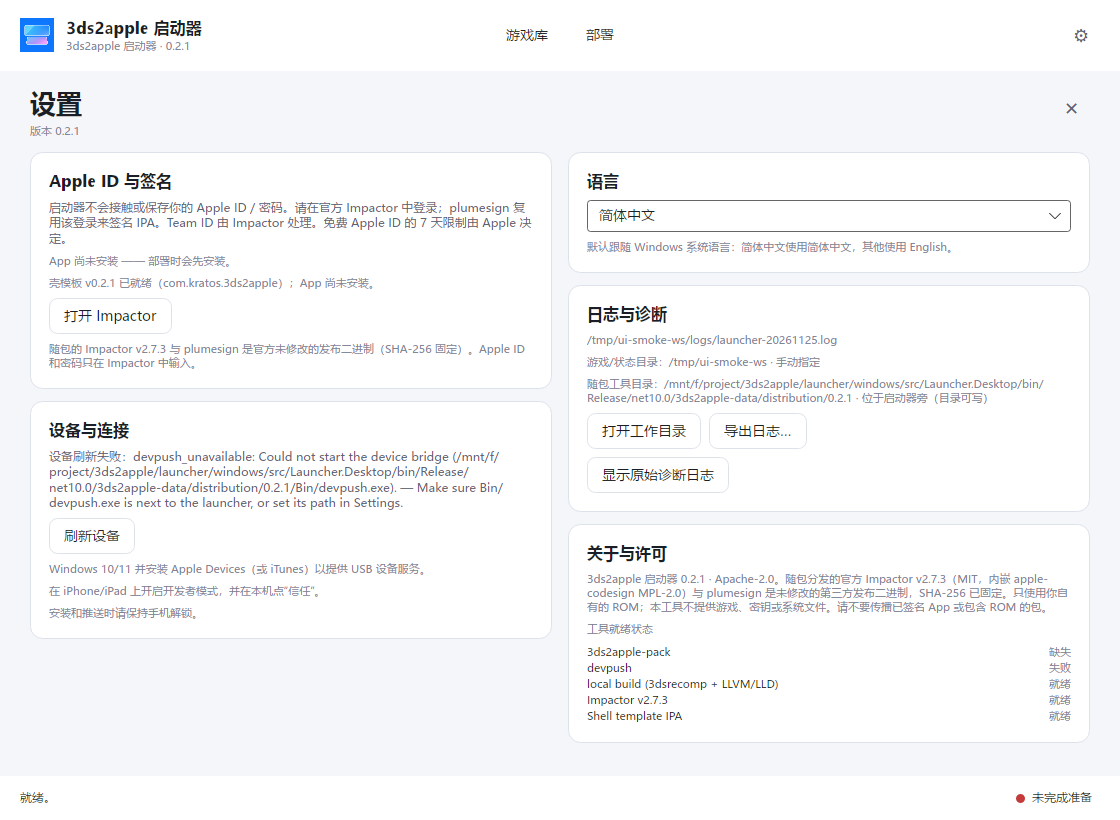 3ds2apple 启动器
3ds2apple 启动器 · 0.2.1
游戏库
部署
设置
版本 0.2.1
Apple ID 与签名
启动器不会接触或保存你的 Apple ID / 密码。请在官方 Impactor 中登录；plumesign 复
用该登录来签名 IPA。Team ID 由 Impactor 处理。免费 Apple ID 的 7 天限制由 Apple 决
定。
App 尚未安装 —— 部署时会先安装。
壳模板 v0.2.1 已就绪（com.kratos.3ds2apple）；App 尚未安装。
打开 Impactor
随包的 Impactor v2.7.3 与 plumesign 是官方未修改的发布二进制（SHA-256 固定）。Apple ID
和密码只在 Impactor 中输入。
设备与连接
设备刷新失败：devpush_unavailable: Could not start the device bridge (/mnt/f/
project/3ds2apple/launcher/windows/src/Launcher.Desktop/bin/Release/
net10.0/3ds2apple-data/distribution/0.2.1/Bin/devpush.exe). — Make sure Bin/
devpush.exe is next to the launcher, or set its path in Settings.
刷新设备
Windows 10/11 并安装 Apple Devices（或 iTunes）以提供 USB 设备服务。
在 iPhone/iPad 上开启开发者模式，并在本机点“信任”。
安装和推送时请保持手机解锁。
语言
简体中文
默认跟随 Windows 系统语言：简体中文使用简体中文，其他使用 English。
日志与诊断
/tmp/ui-smoke-ws/logs/launcher-20261125.log
游戏/状态目录：/tmp/ui-smoke-ws · 手动指定
随包工具目录：/mnt/f/project/3ds2apple/launcher/windows/src/Launcher.Desktop/bin/
Release/net10.0/3ds2apple-data/distribution/0.2.1 · 位于启动器旁（目录可写）
打开工作目录
导出日志...
显示原始诊断日志
关于与许可
3ds2apple 启动器 0.2.1 · Apache-2.0。随包分发的官方 Impactor v2.7.3（MIT，内嵌 apple-
codesign MPL-2.0）与 plumesign 是未修改的第三方发布二进制，SHA-256 已固定。只使用你自
有的 ROM；本工具不提供游戏、密钥或系统文件。请不要传播已签名 App 或包含 ROM 的包。
工具就绪状态
3ds2apple-pack 缺失
devpush 失败
local build (3dsrecomp + LLVM/LLD) 就绪
Impactor v2.7.3 就绪
Shell template IPA 就绪
就绪。
未完成准备